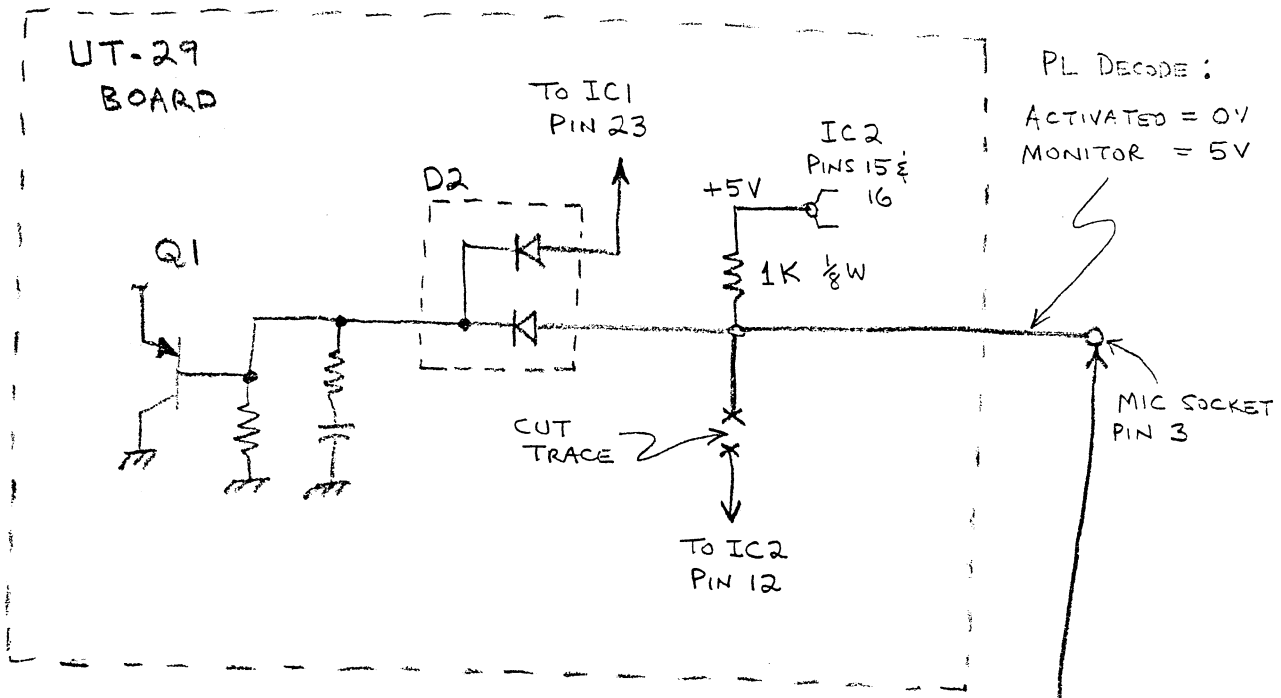 UT-29
BOARD
PL DECODE:
ACTIVATED = 0V
MONITOR = 5V
TO IC1
PIN 23
IC2
PINS 15 &
16
D2
+5V
Q1
1K 1/8 W
CUT
TRACE
MIC SOCKET
PIN 3
TO IC2
PIN 12